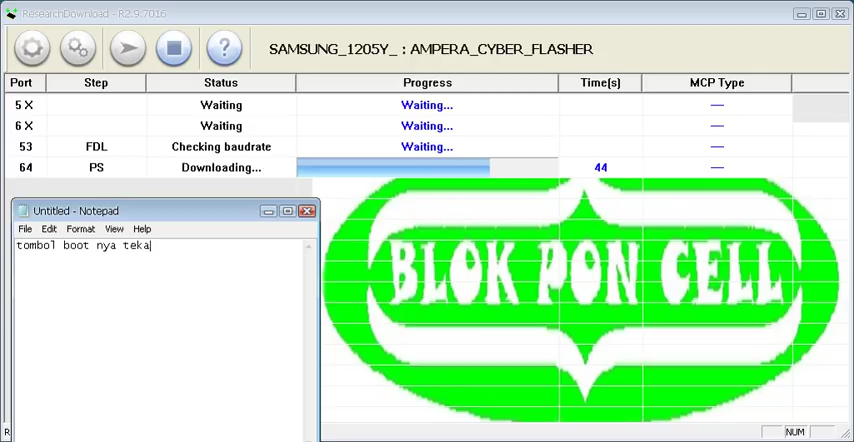 ResearchDownload - R2.9.7016
?
SAMSUNG_1205Y_ : AMPERA_CYBER_FLASHER
Port Step Status Progress Time(s) MCP Type
5 X Waiting Waiting... —
6 X Waiting Waiting... —
53 FDL Checking baudrate Waiting... —
64 PS Downloading... 44 —
Untitled - Notepad
File Edit Format View Help
tombol boot nya teka
BLOK PON CELL
R
NUM